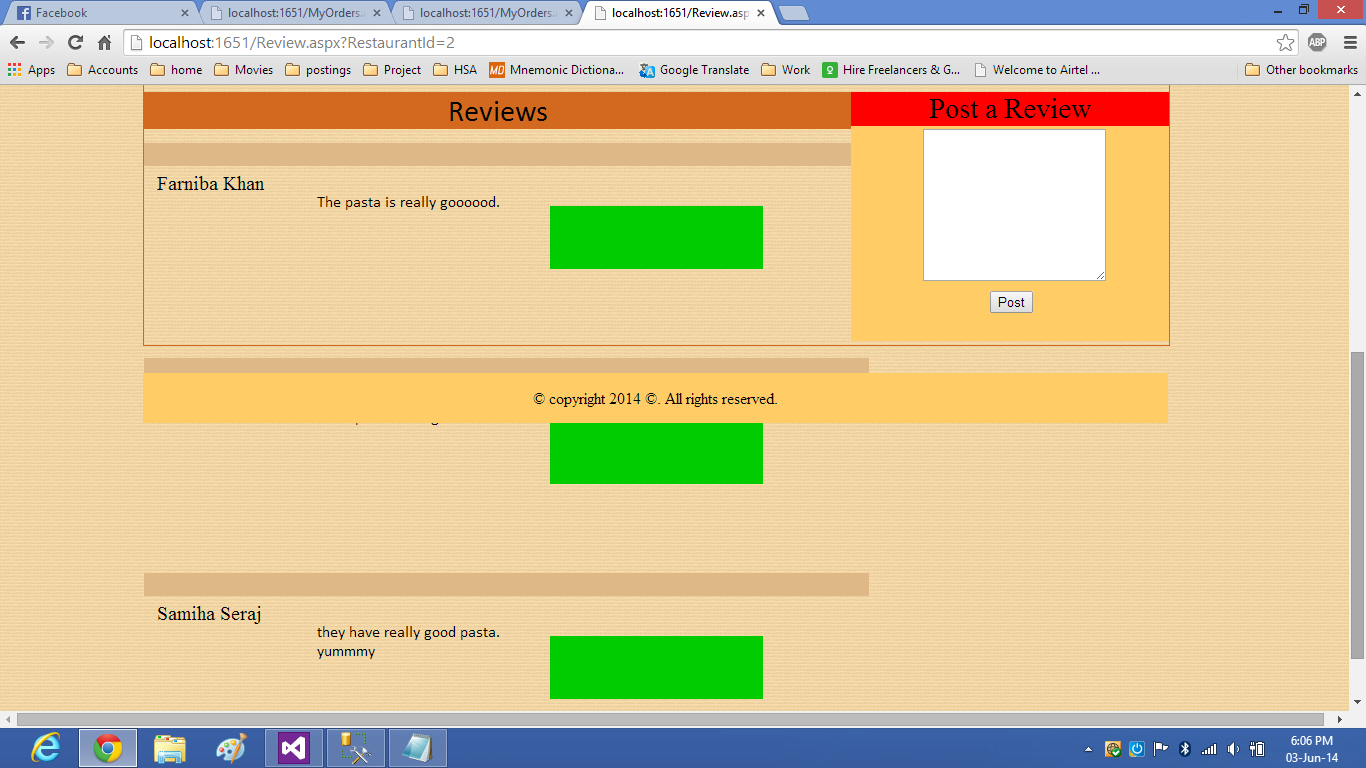 Facebook
localhost:1651/MyOrders.
localhost:1651/MyOrders.
localhost:1651/Review.asp
localhost:1651/Review.aspx?RestaurantId=2
ABP
Apps
Accounts
home
Movies
postings
Project
HSA
MD
Mnemonic Dictiona...
Google Translate
Work
Hire Freelancers & G...
Welcome to Airtel ...
Other bookmarks
Reviews
Post a Review
Farniba Khan
The pasta is really goooood.
Post
© copyright 2014 ©. All rights reserved.
Samiha Seraj
they have really good pasta.
yummmy
6:06 PM
03-Jun-14